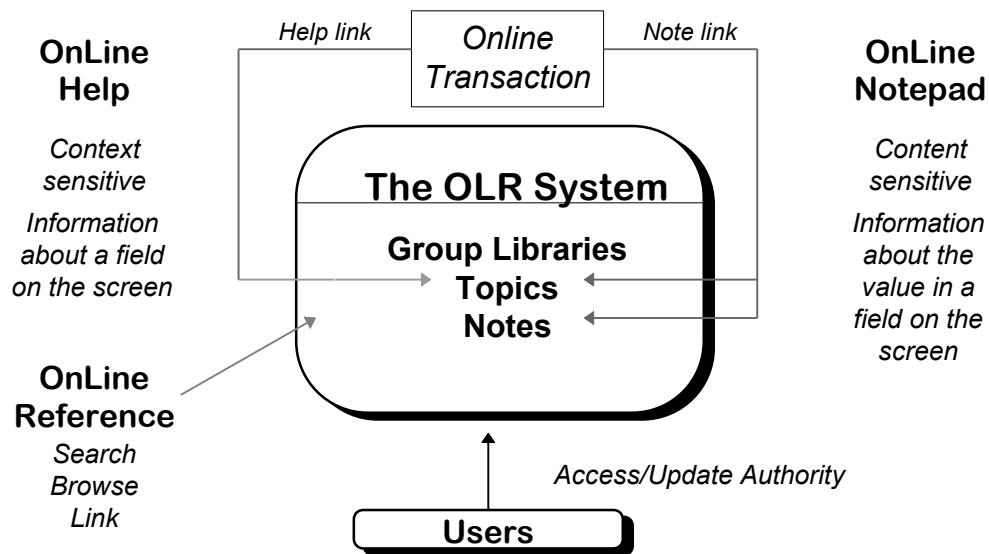 Help link
Online
Transaction
Note link
OnLine
Help
Context
sensitive
Information
about a field
on the screen
OnLine
Notepad
Content
sensitive
Information
about the
value in a
field on the
screen
The OLR System
Group Libraries
Topics
Notes
OnLine
Reference
Search
Browse
Link
Access/Update Authority
Users